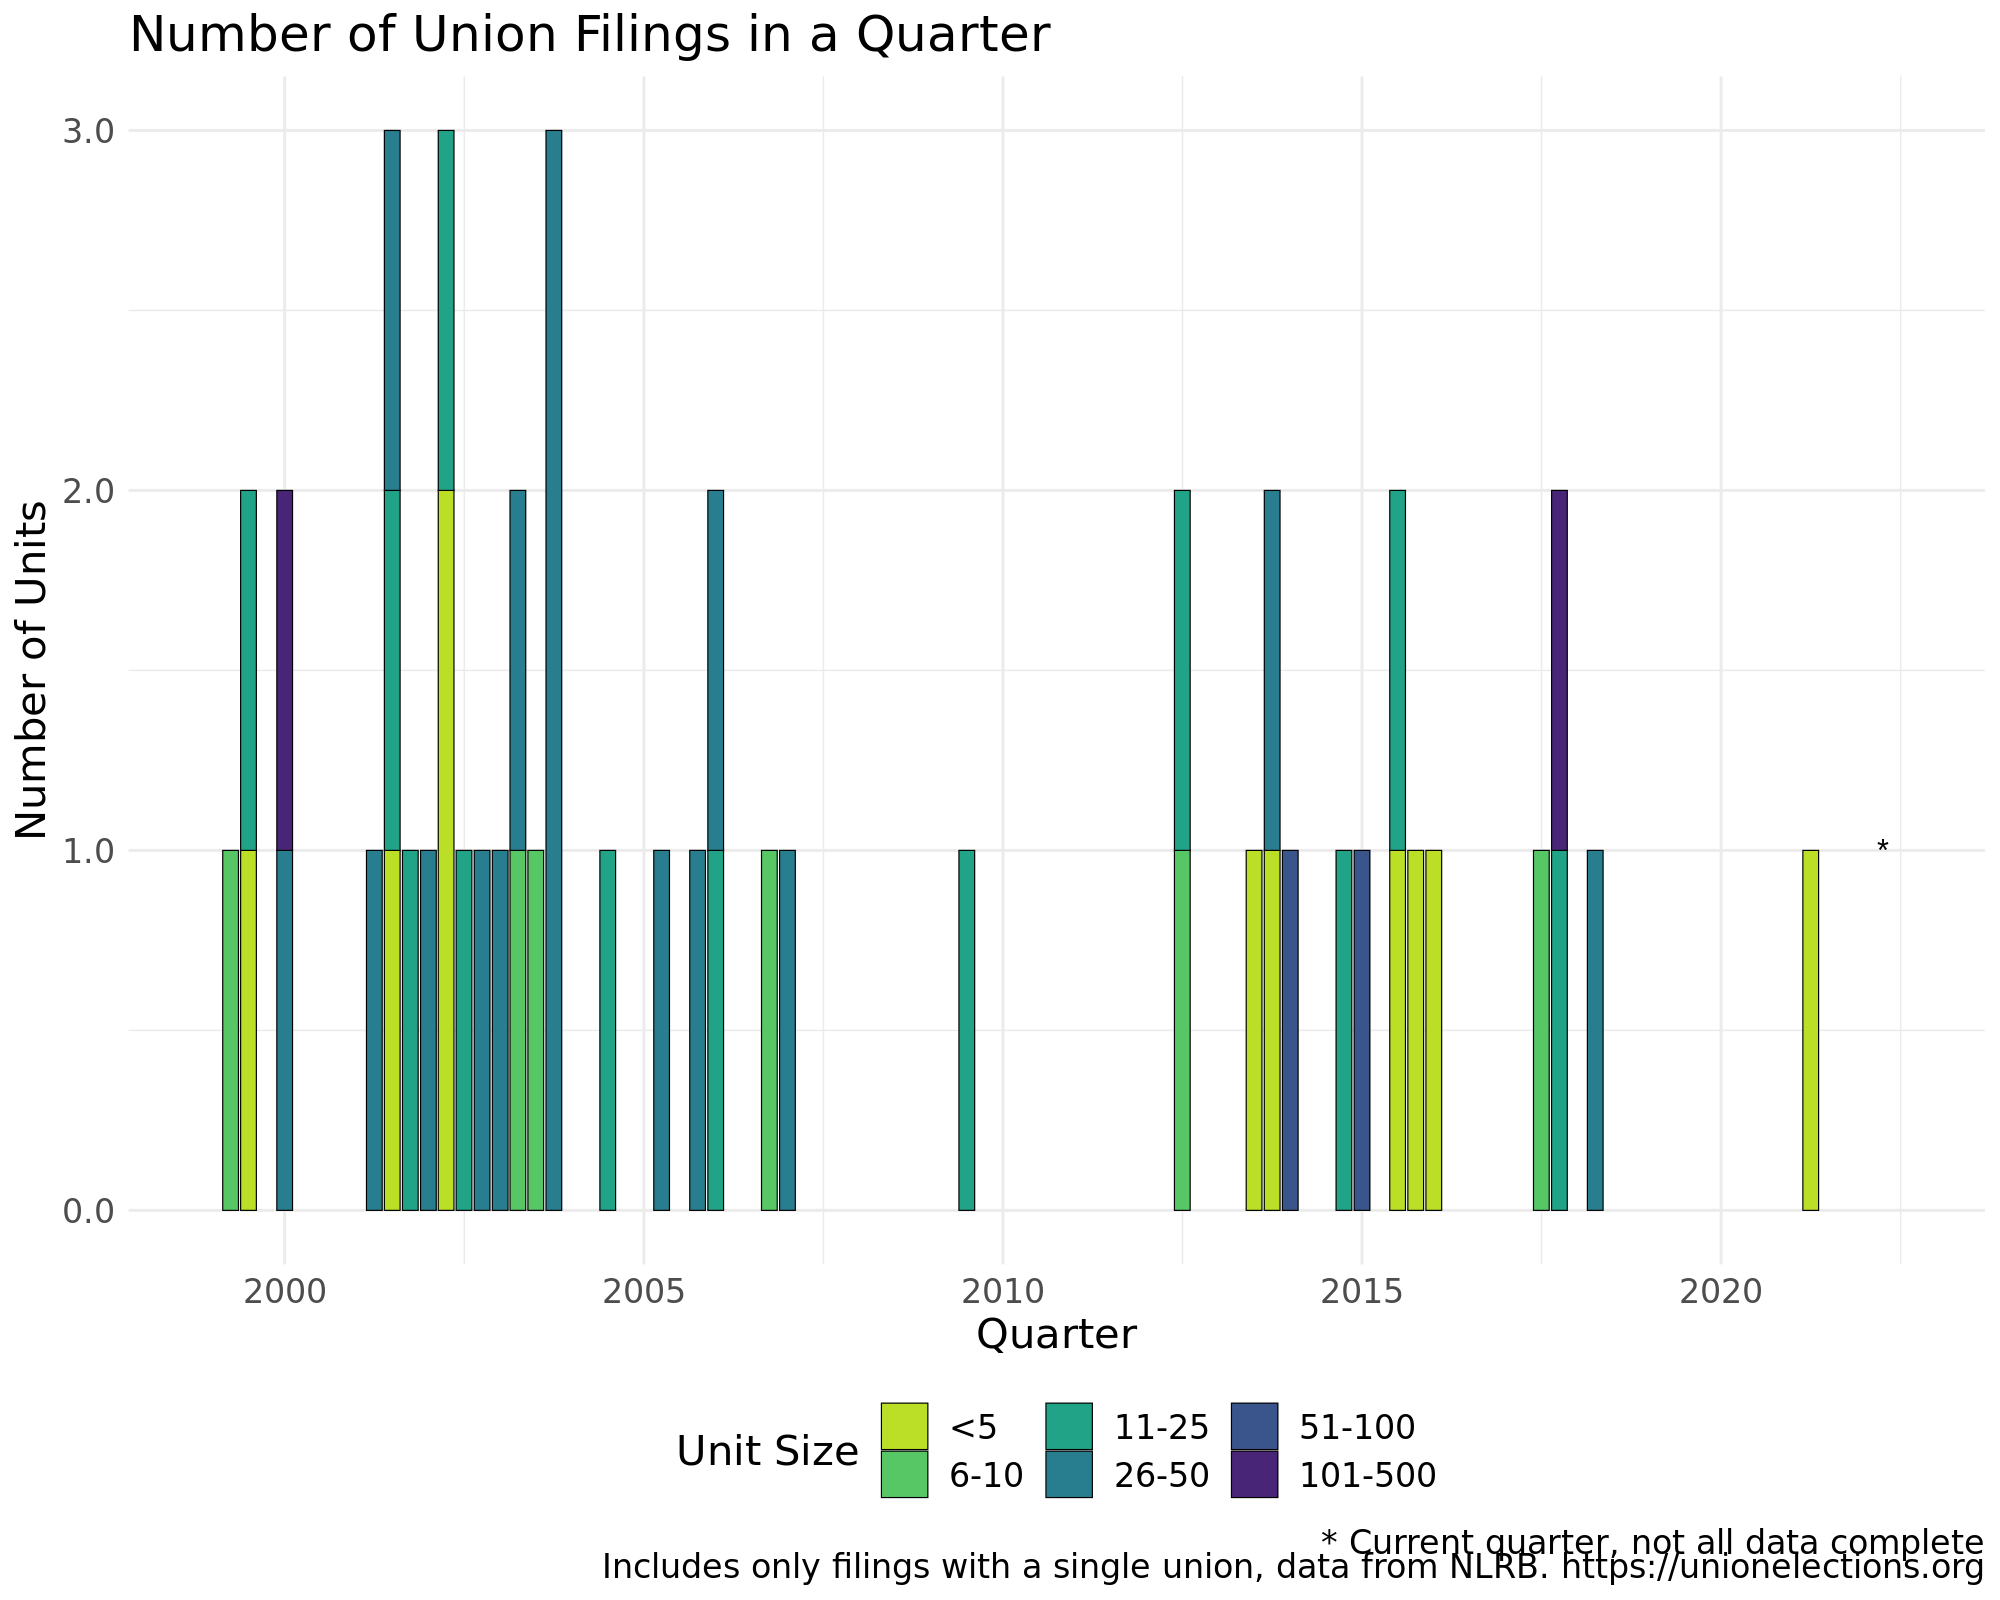 Number of Union Filings in a Quarter
3.0
2.0
1.0
0.0
Number of Units
*
2000 2005 2010 2015 2020
Quarter
Unit Size
<5 11-25 51-100
6-10 26-50 101-500
* Current quarter, not all data complete
Includes only filings with a single union, data from NLRB. https://unionelections.org